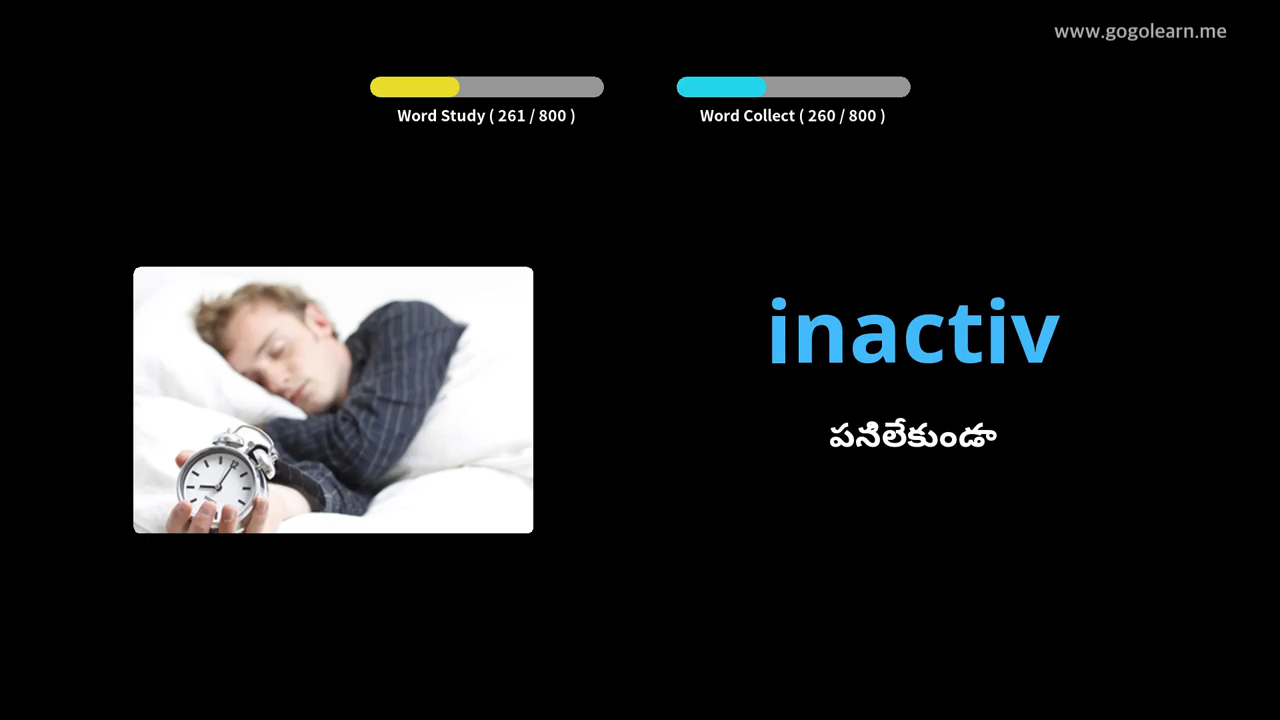 www.gogolearn.me
Word Study ( 261 / 800 )
Word Collect ( 260 / 800 )
inactiv
పనిలేకుండా